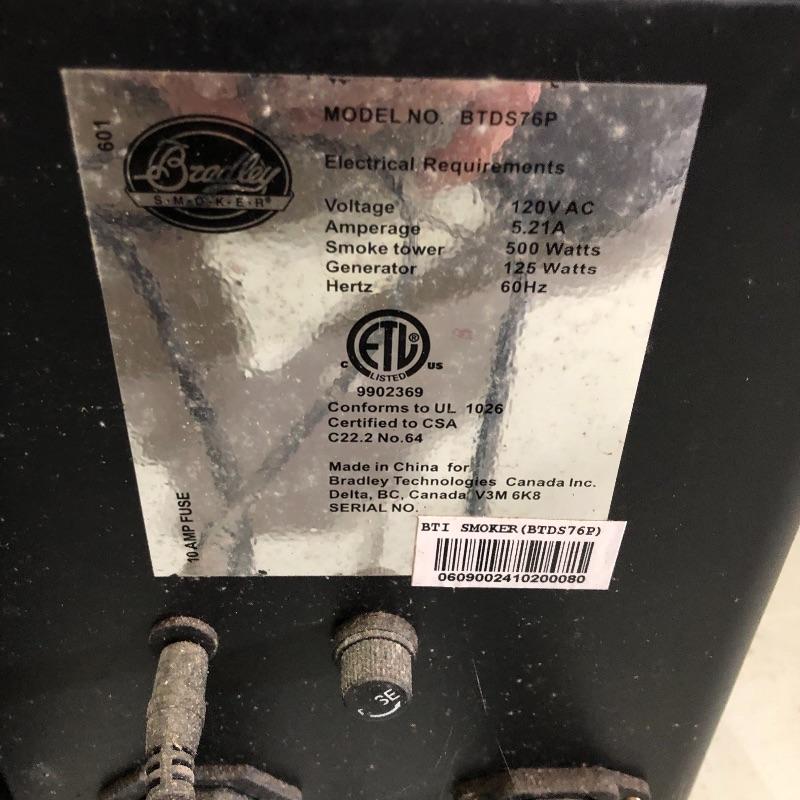 601
Bradley
S·M·O·K·E·R®
MODEL NO. BTDS76P
Electrical Requirements
Voltage 120V AC
Amperage 5.21A
Smoke tower 500 Watts
Generator 125 Watts
Hertz 60Hz
C ETL® US
LISTED
9902369
Conforms to UL 1026
Certified to CSA
C22.2 No.64
Made in China for
Bradley Technologies Canada Inc.
Delta, BC, Canada V3M 6K8
SERIAL NO.
10 AMP FUSE
BTI SMOKER(BTDS76P)
0609002410200080